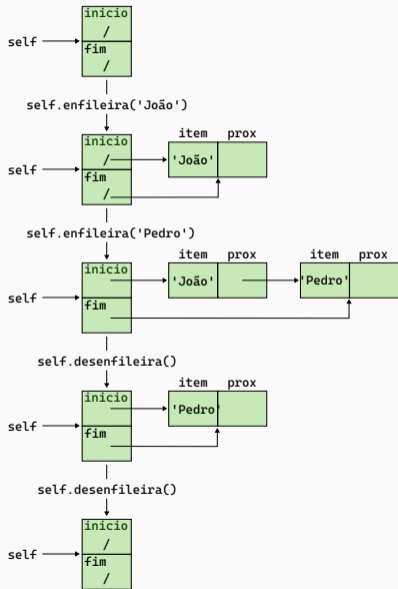 inicio
/
self
fim
/
self.enfileira('João')
item prox
inicio
/
'João'
self
fim
/
self.enfileira('Pedro')
item prox item prox
inicio
'João' 'Pedro'
self
fim
self.desenfileira()
item prox
inicio
'Pedro'
self
fim
self.desenfileira()
inicio
/
self
fim
/